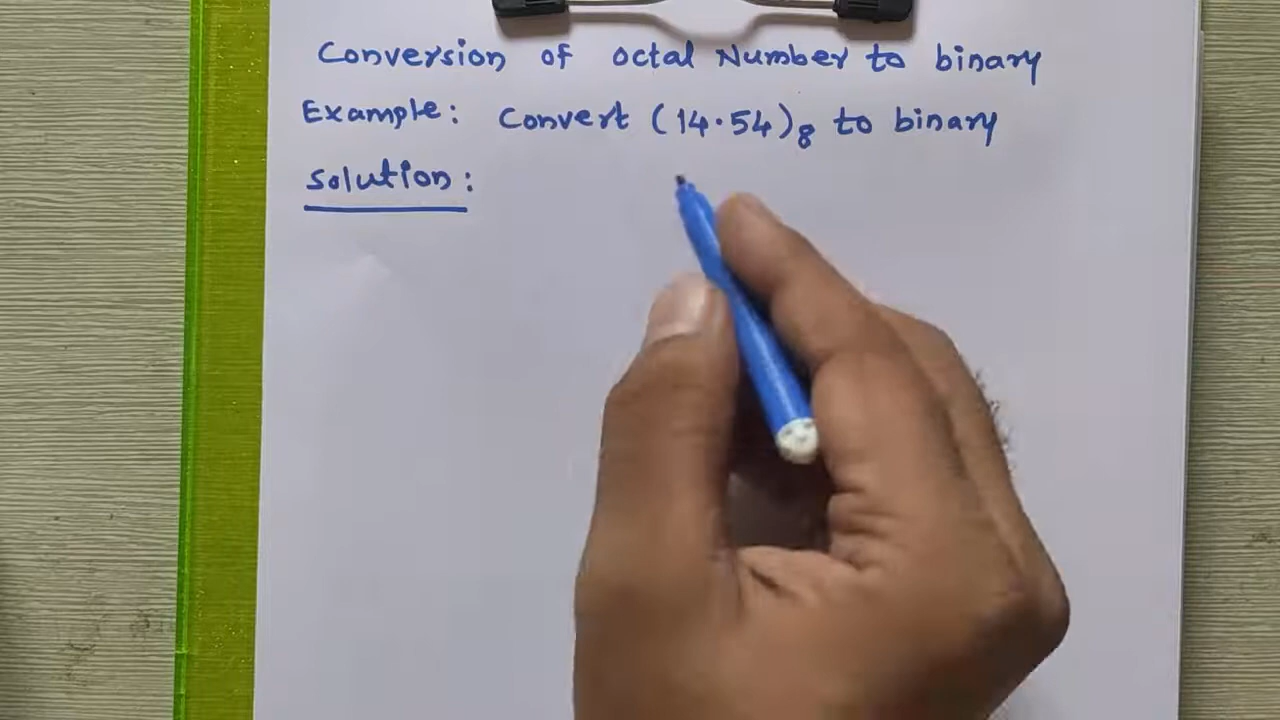 Conversion of octal Number to binary
Example: Convert (14.54)₈ to binary
Solution: